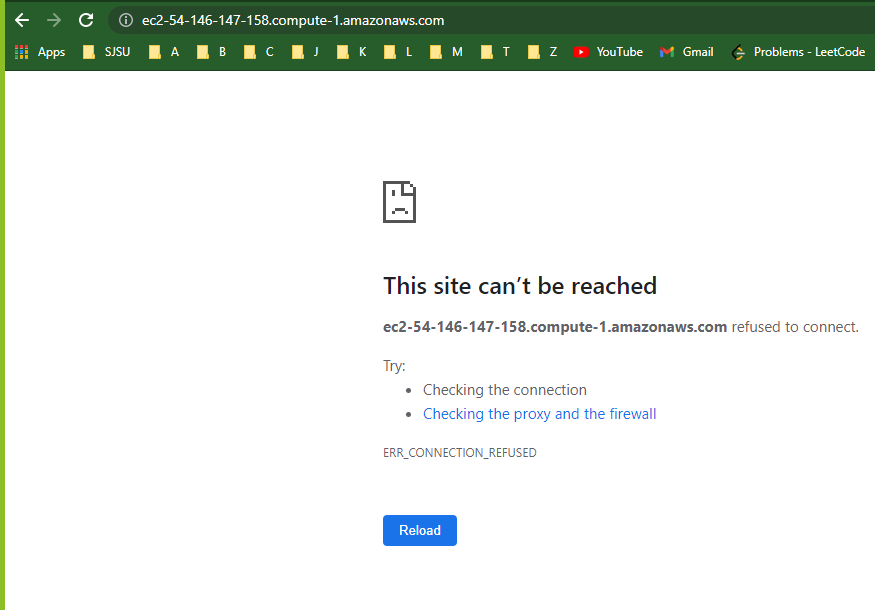 ec2-54-146-147-158.compute-1.amazonaws.com
Apps SJSU A B C J K L M T Z YouTube Gmail Problems - LeetCode
This site can’t be reached
ec2-54-146-147-158.compute-1.amazonaws.com refused to connect.
Try:
• Checking the connection
• Checking the proxy and the firewall
ERR_CONNECTION_REFUSED
Reload